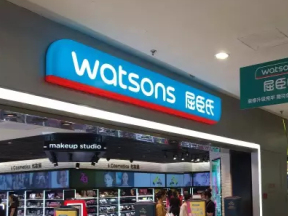 watsons 屈臣氏
watsons
屈臣氏
makeup studio